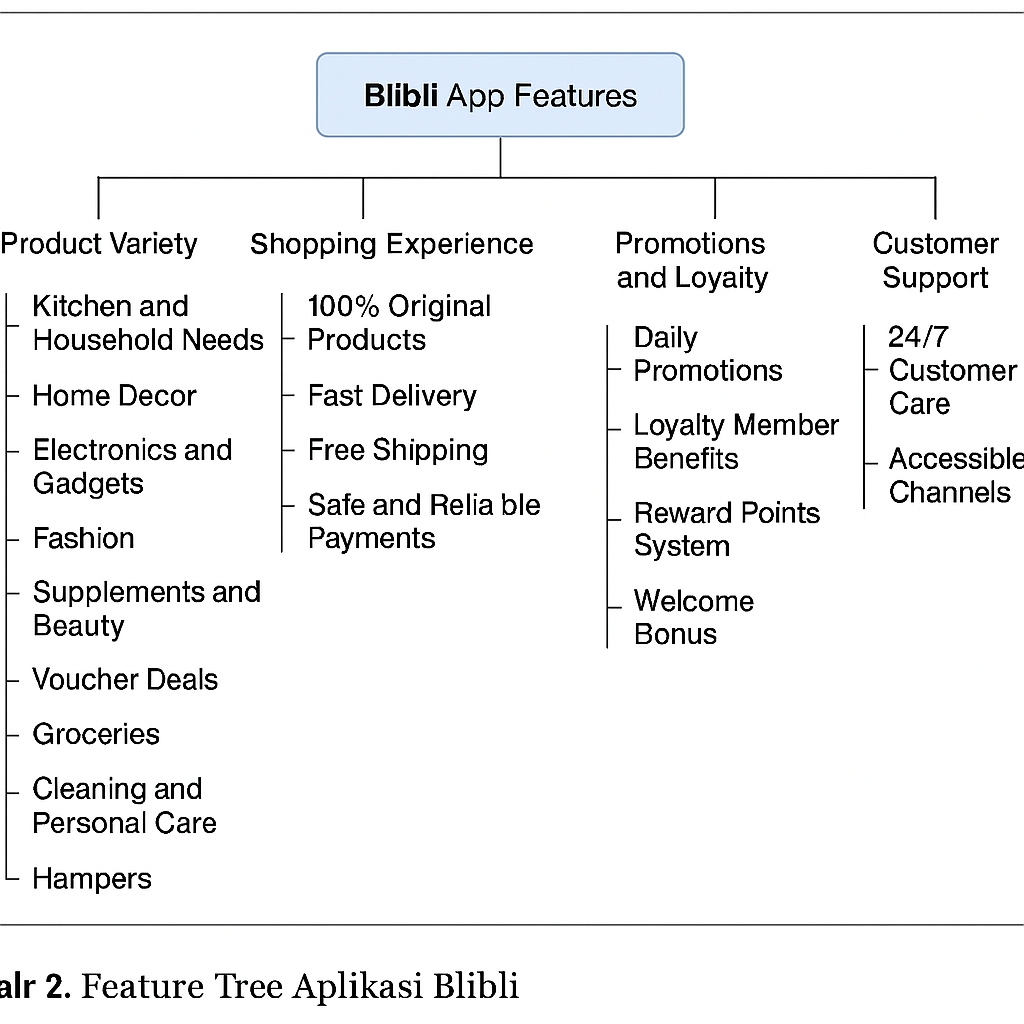 Blibli App Features
Product Variety
Kitchen and
Household Needs
Home Decor
Electronics and
Gadgets
Fashion
Supplements and
Beauty
Voucher Deals
Groceries
Cleaning and
Personal Care
Hampers
Shopping Experience
100% Original
Products
Fast Delivery
Free Shipping
Safe and Relia ble
Payments
Promotions
and Loyaity
Daily
Promotions
Loyalty Member
Benefits
Reward Points
System
Welcome
Bonus
Customer
Support
24/7
Customer
Care
Accessible
Channels
alr 2. Feature Tree Aplikasi Blibli